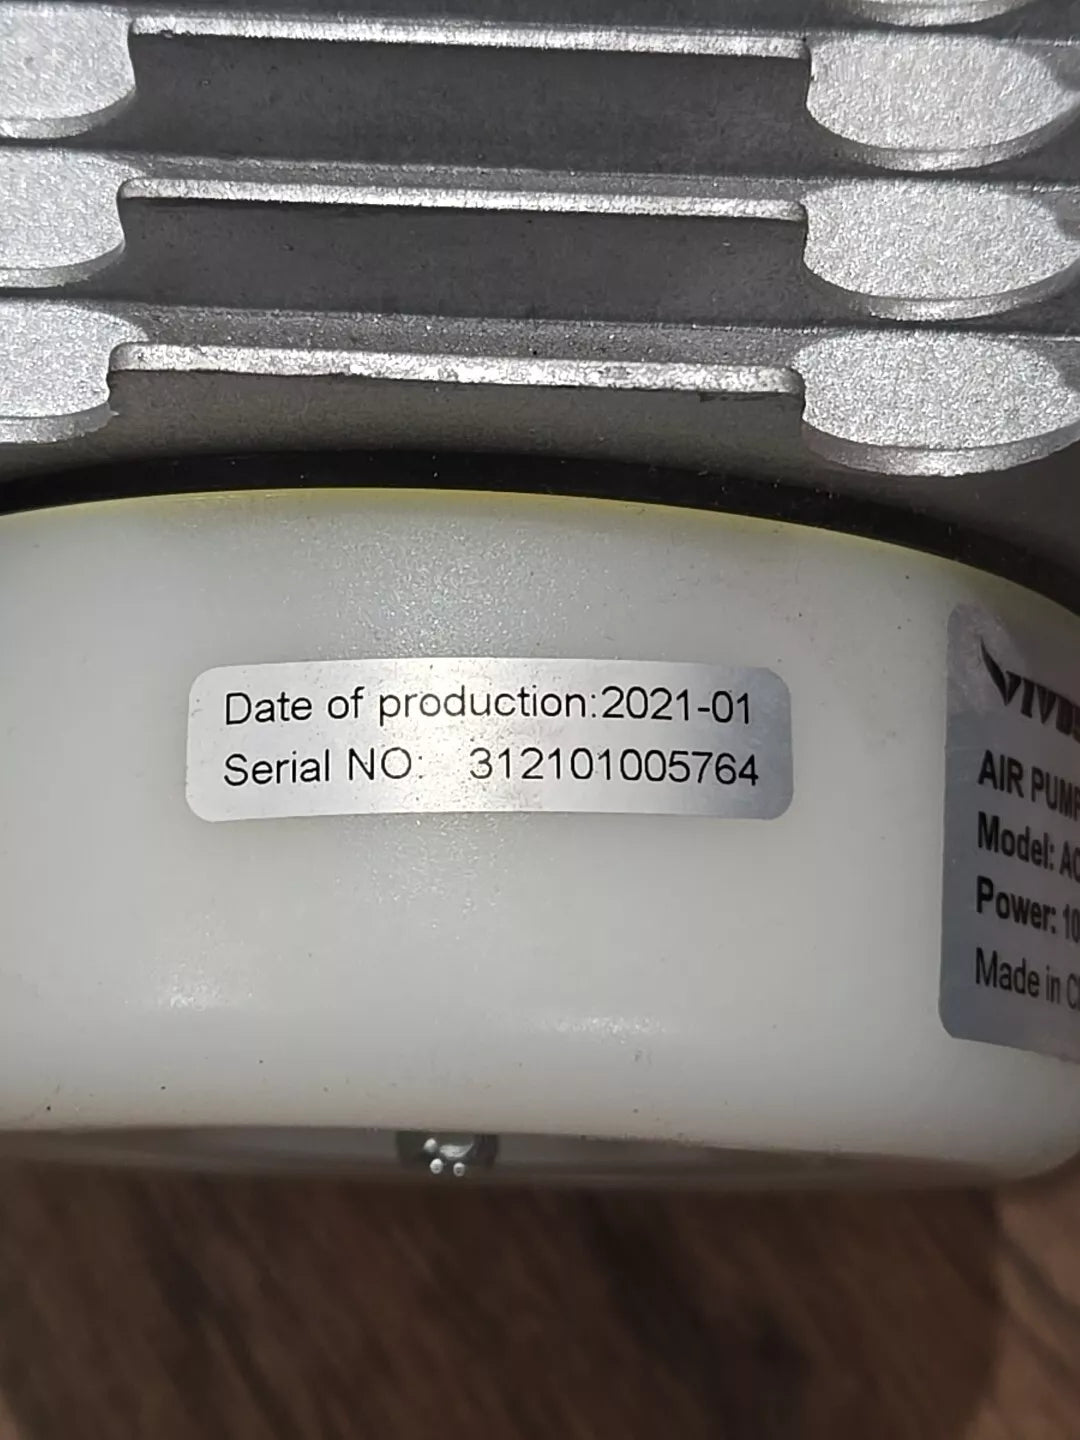 Date of production:2021-01
Serial NO: 312101005764
AIR PUMP
Model:
Power:
Made in